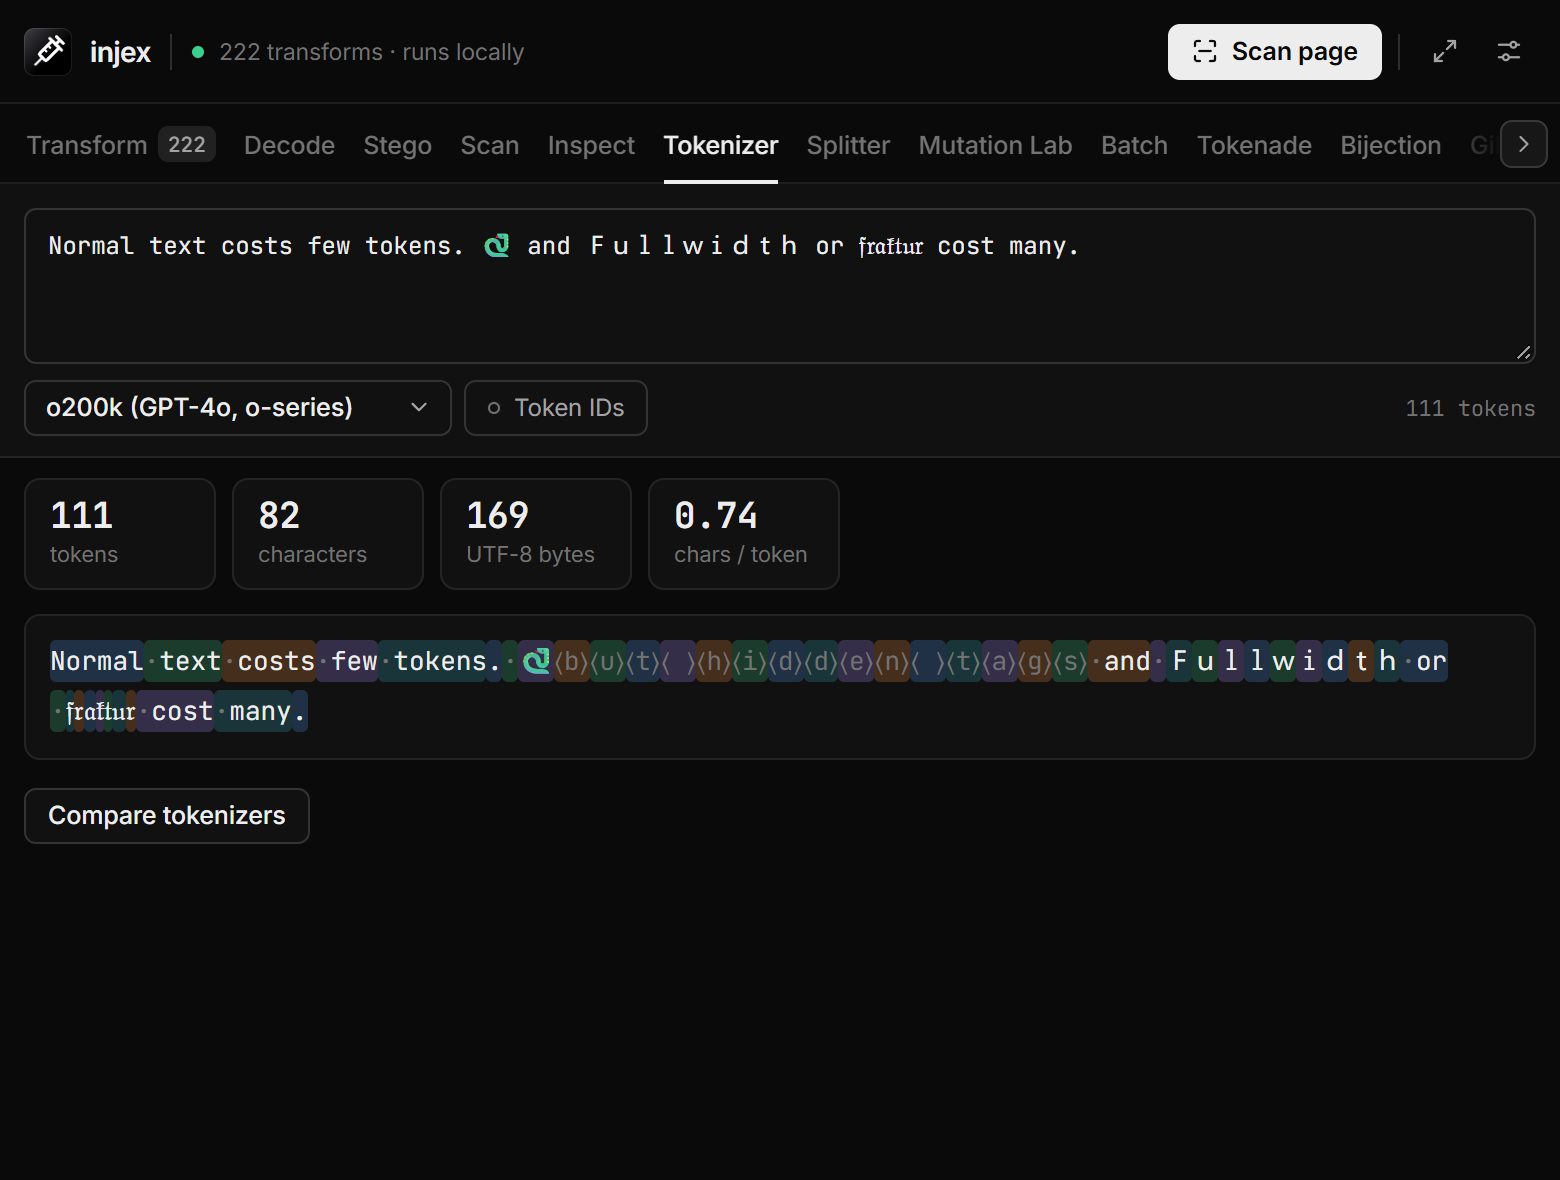 injex
222 transforms · runs locally
Scan page
Transform 222 Decode Stego Scan Inspect Tokenizer Splitter Mutation Lab Batch Tokenade Bijection Gi
Normal text costs few tokens. 🐉 and Ｆｕｌｌｗｉｄｔｈ or 𝔣𝔯𝔞𝔨𝔱𝔲𝔯 cost many.
o200k (GPT-4o, o-series)
Token IDs
111 tokens
111
tokens
82
characters
169
UTF-8 bytes
0.74
chars / token
Normal·text·costs·few·tokens.·🐉⟨b⟩⟨u⟩⟨t⟩⟨ ⟩⟨h⟩⟨i⟩⟨d⟩⟨d⟩⟨e⟩⟨n⟩⟨ ⟩⟨t⟩⟨a⟩⟨g⟩⟨s⟩·and·Ｆｕｌｌｗｉｄｔｈ·or
·𝔣𝔯𝔞𝔨𝔱𝔲𝔯·cost·many.
Compare tokenizers